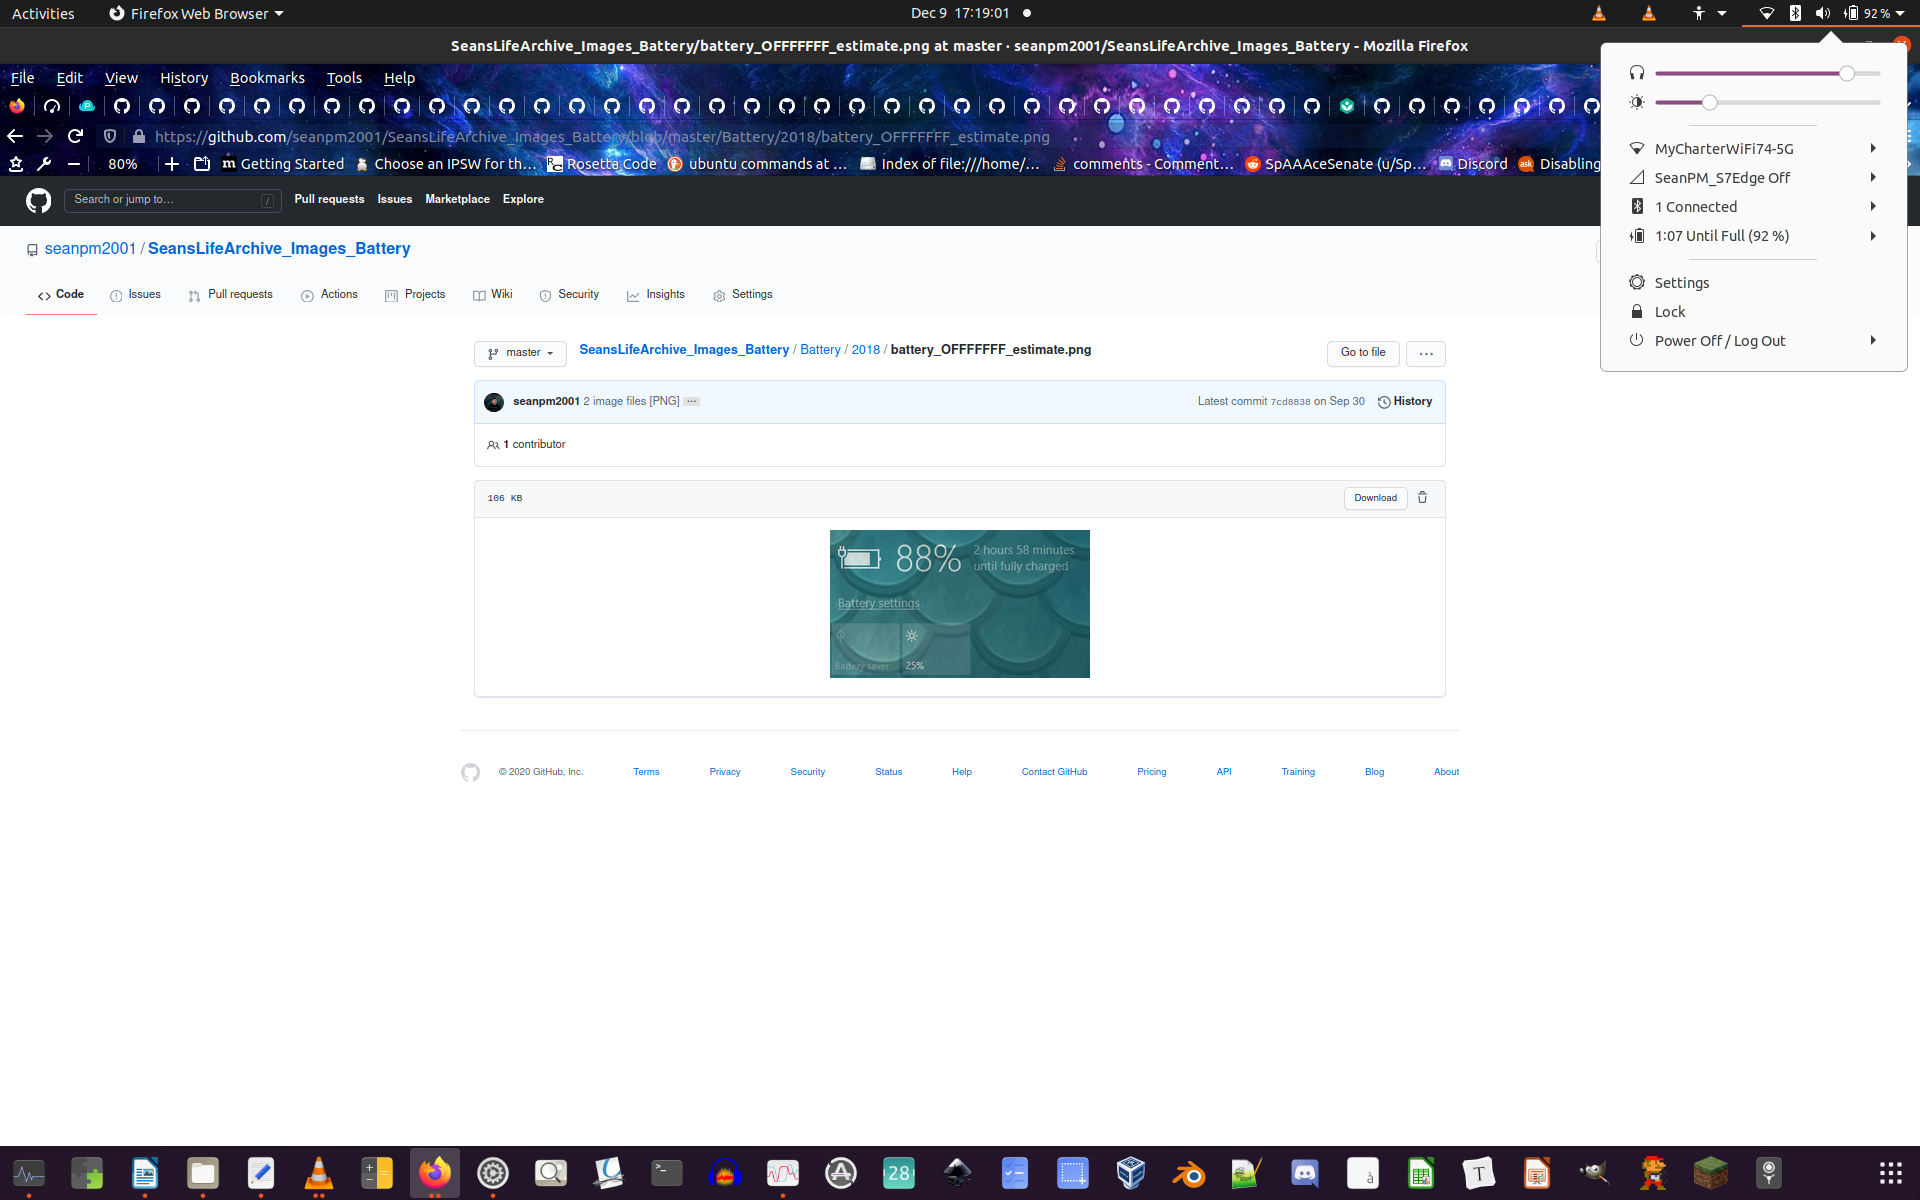 Activities
Firefox Web Browser
Dec 9 17:19:01
92 %
SeansLifeArchive_Images_Battery/battery_OFFFFFFF_estimate.png at master · seanpm2001/SeansLifeArchive_Images_Battery - Mozilla Firefox
File Edit View History Bookmarks Tools Help
https://github.com/seanpm2001/SeansLifeArchive_Images_Battery/blob/master/Battery/2018/battery_OFFFFFFF_estimate.png
80%
Getting Started
Choose an IPSW for th…
Rosetta Code
ubuntu commands at …
Index of file:///home/…
comments - Comment…
SpAAAceSenate (u/Sp…
Discord
Disabling
MyCharterWiFi74-5G
SeanPM_S7Edge Off
1 Connected
1:07 Until Full (92 %)
Settings
Lock
Power Off / Log Out
Search or jump to…
/
Pull requests Issues Marketplace Explore
seanpm2001 / SeansLifeArchive_Images_Battery
Code Issues Pull requests Actions Projects Wiki Security Insights Settings
master
SeansLifeArchive_Images_Battery / Battery / 2018 / battery_OFFFFFFF_estimate.png
Go to file
seanpm2001 2 image files [PNG]
Latest commit 7cd8838 on Sep 30
History
1 contributor
106 KB
Download
88%
2 hours 58 minutes
until fully charged
Battery settings
Battery saver
25%
© 2020 GitHub, Inc. Terms Privacy Security Status Help Contact GitHub Pricing API Training Blog About
28